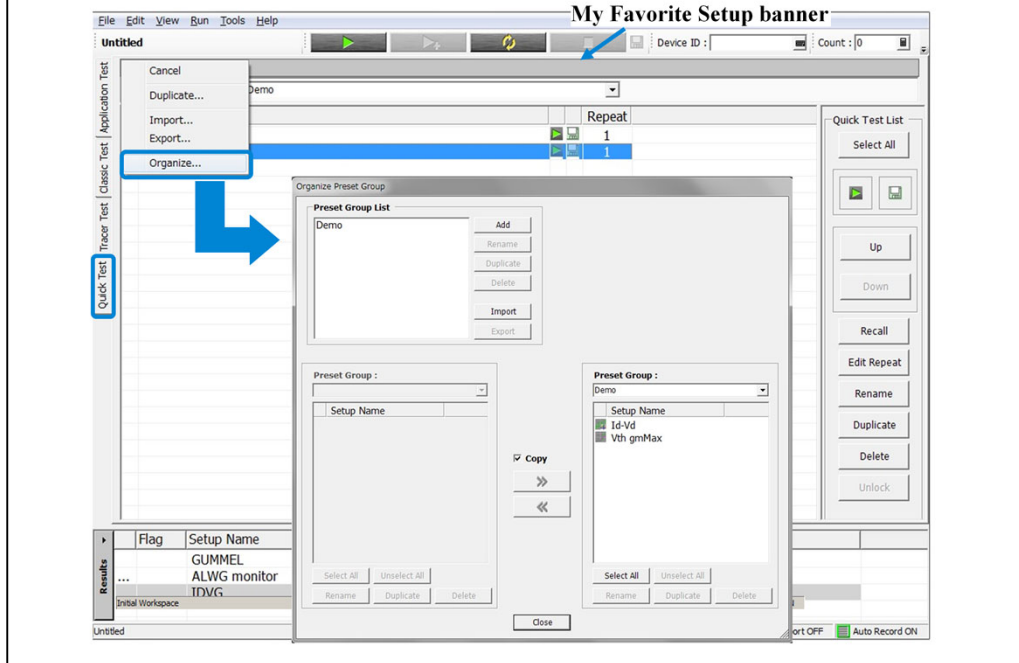 My Favorite Setup banner
File Edit View Run Tools Help
Untitled
Device ID :
Count : 0
Application Test
Classic Test
Tracer Test
Quick Test
Cancel
Duplicate...
Import...
Export...
Organize...
Demo
Repeat
1
1
Quick Test List
Select All
Up
Down
Recall
Edit Repeat
Rename
Duplicate
Delete
Unlock
Organize Preset Group
Preset Group List
Demo
Add
Rename
Duplicate
Delete
Import
Export
Preset Group :
Setup Name
Select All Unselect All
Rename Duplicate Delete
Copy
Preset Group :
Demo
Setup Name
Id-Vd
Vth gmMax
Select All Unselect All
Rename Duplicate Delete
Close
Results
Flag Setup Name
GUMMEL
... ALWG monitor
IDVG
Initial Workspace
Untitled
ort OFF Auto Record ON